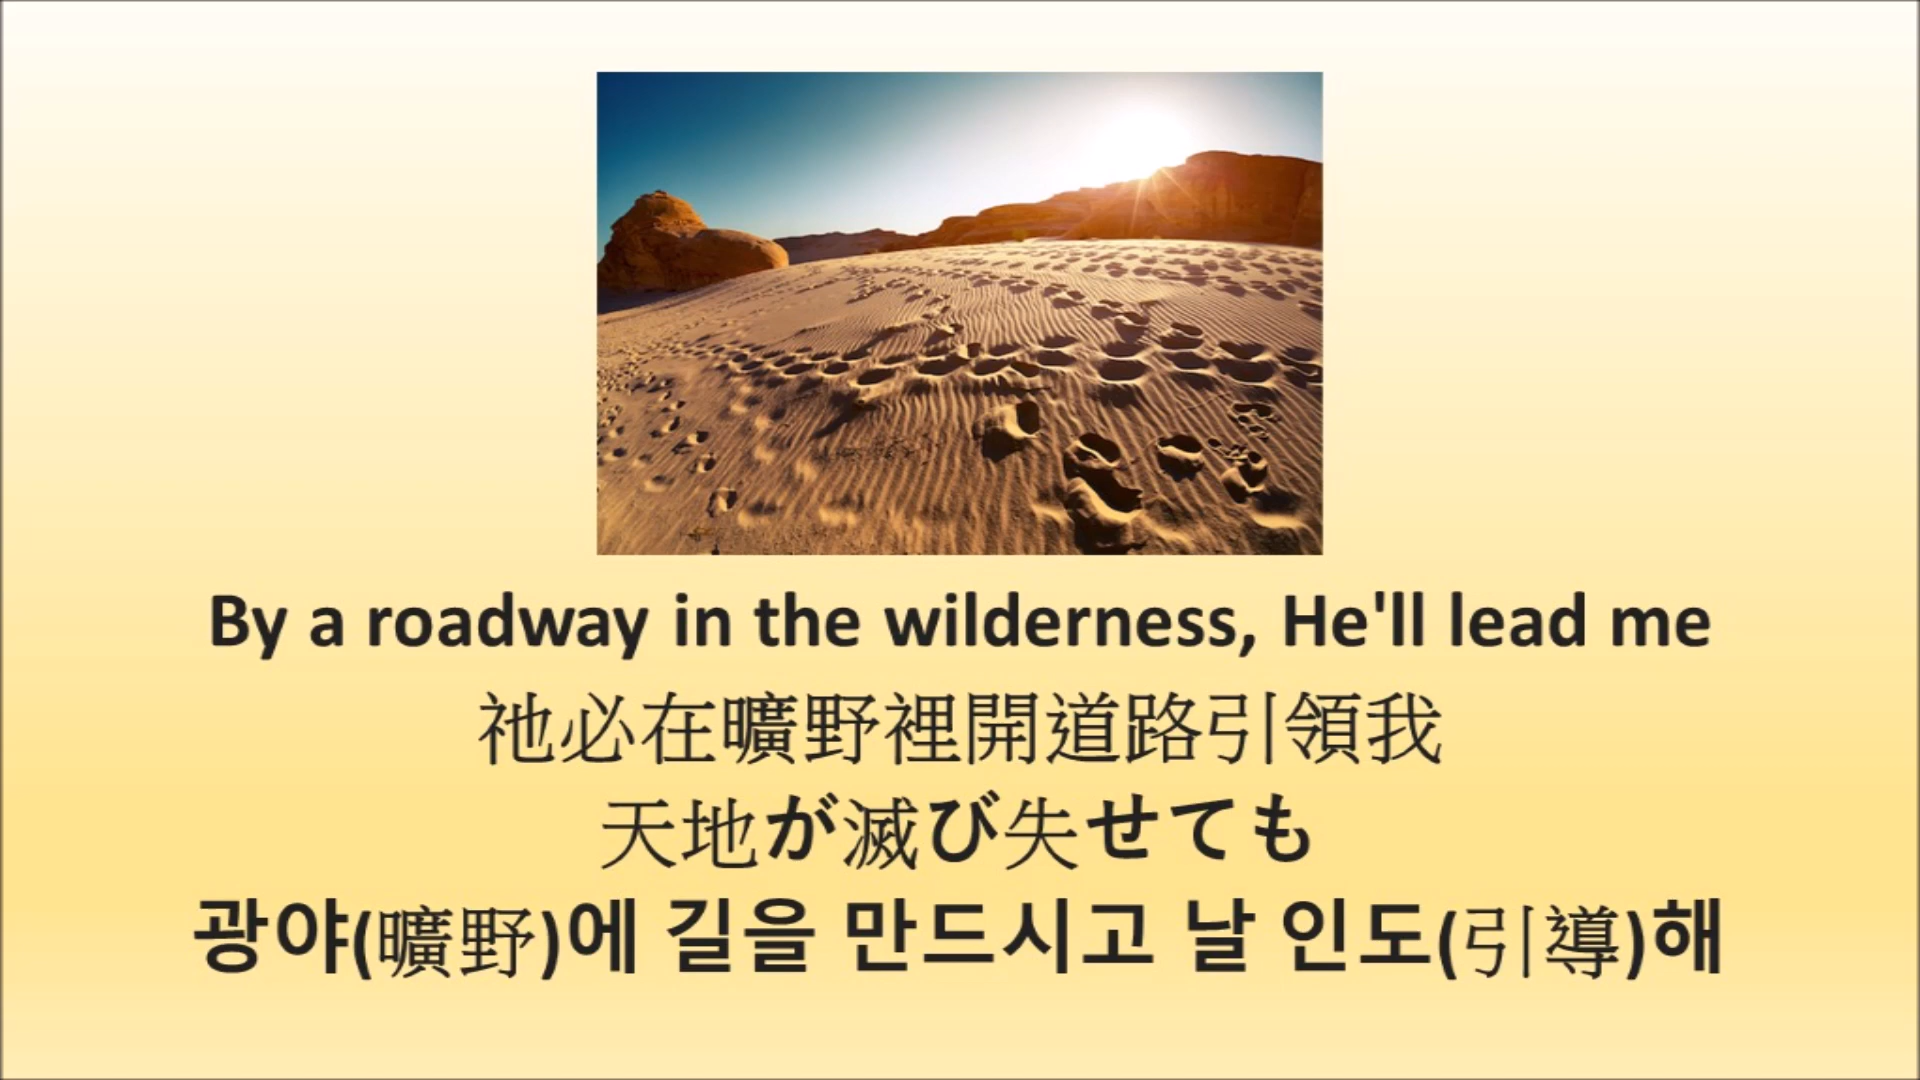 By a roadway in the wilderness, He'll lead me
祂必在曠野裡開道路引領我
天地が滅び失せても
광야(曠野)에 길을 만드시고 날 인도(引導)해